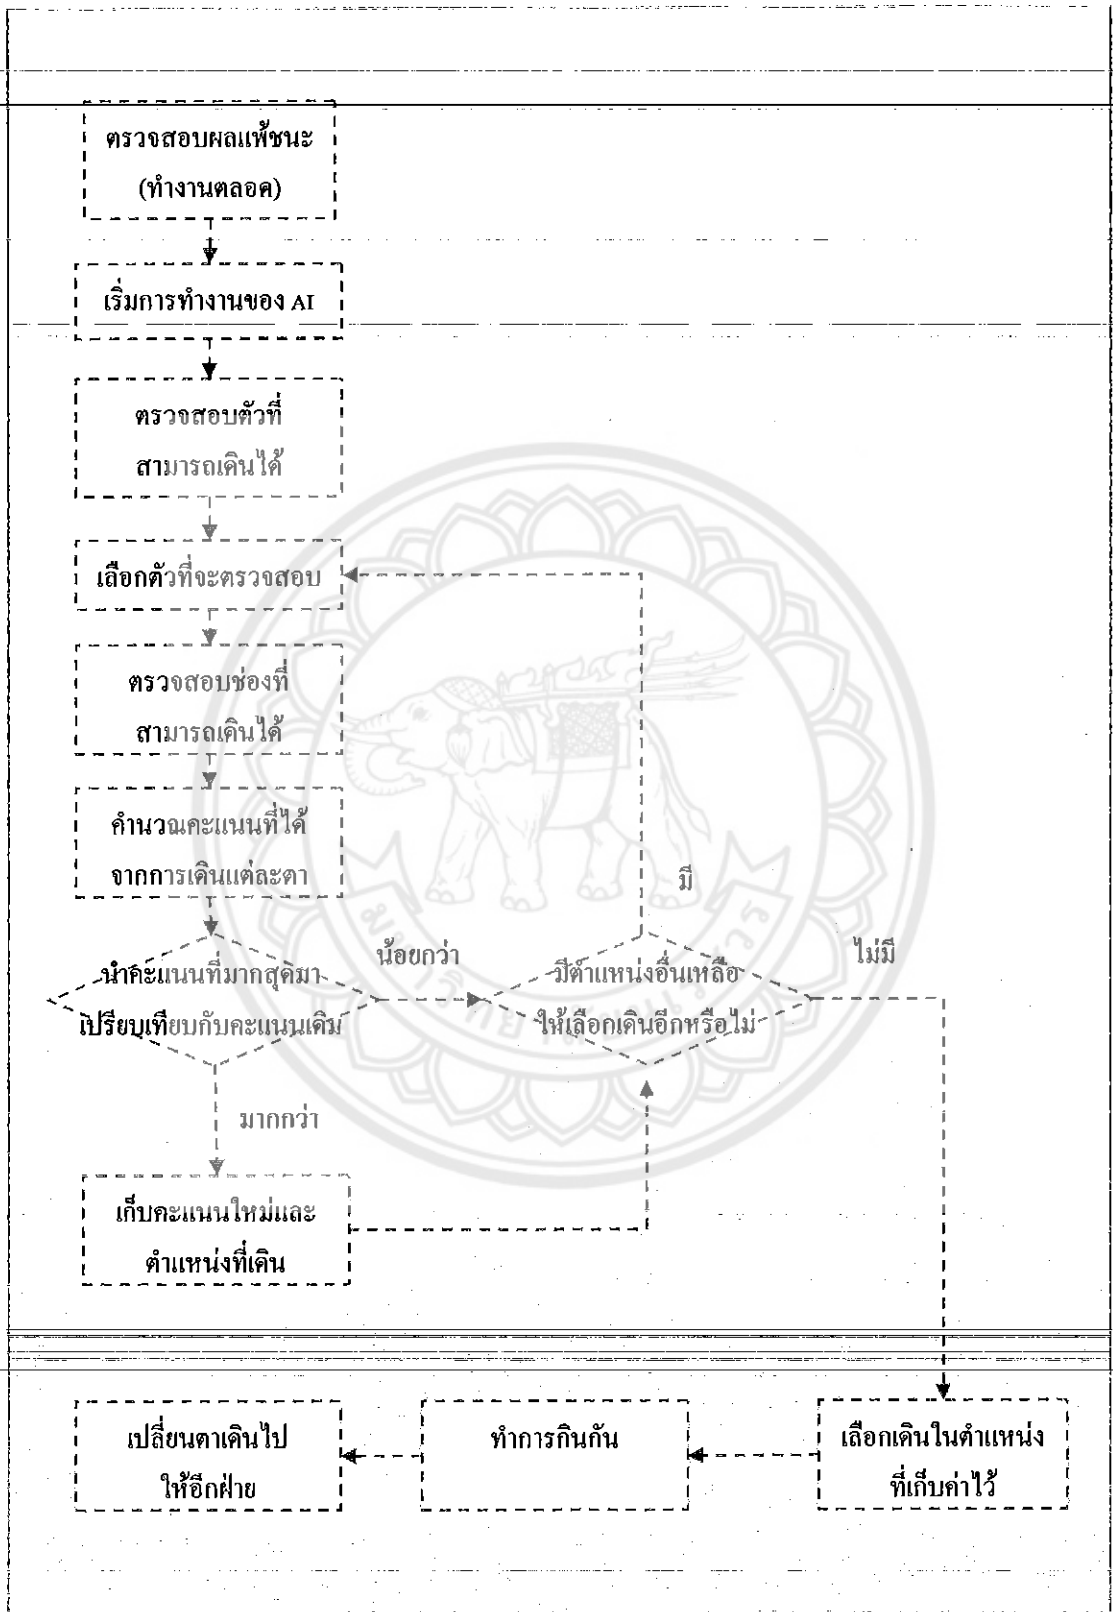 ตรวจสอบผลแพ้ชนะ
(ทำงานตลอด)
เริ่มการทำงานของ AI
ตรวจสอบตัวที่
สามารถเดินได้
เลือกตัวที่จะตรวจสอบ
ตรวจสอบช่องที่
สามารถเดินได้
คำนวณคะแนนที่ได้
จากการเดินแต่ละตา
มี
น้อยกว่า
ไม่มี
นำคะแนนที่มากสุดมา
เปรียบเทียบกับคะแนนเดิม
มีตำแหน่งอื่นเหลือ
ให้เลือกเดินอีกหรือไม่
มากกว่า
เก็บคะแนนใหม่และ
ตำแหน่งที่เดิน
เปลี่ยนตาเดินไป
ให้อีกฝ่าย
ทำการกินกัน
เลือกเดินในตำแหน่ง
ที่เก็บค่าไว้